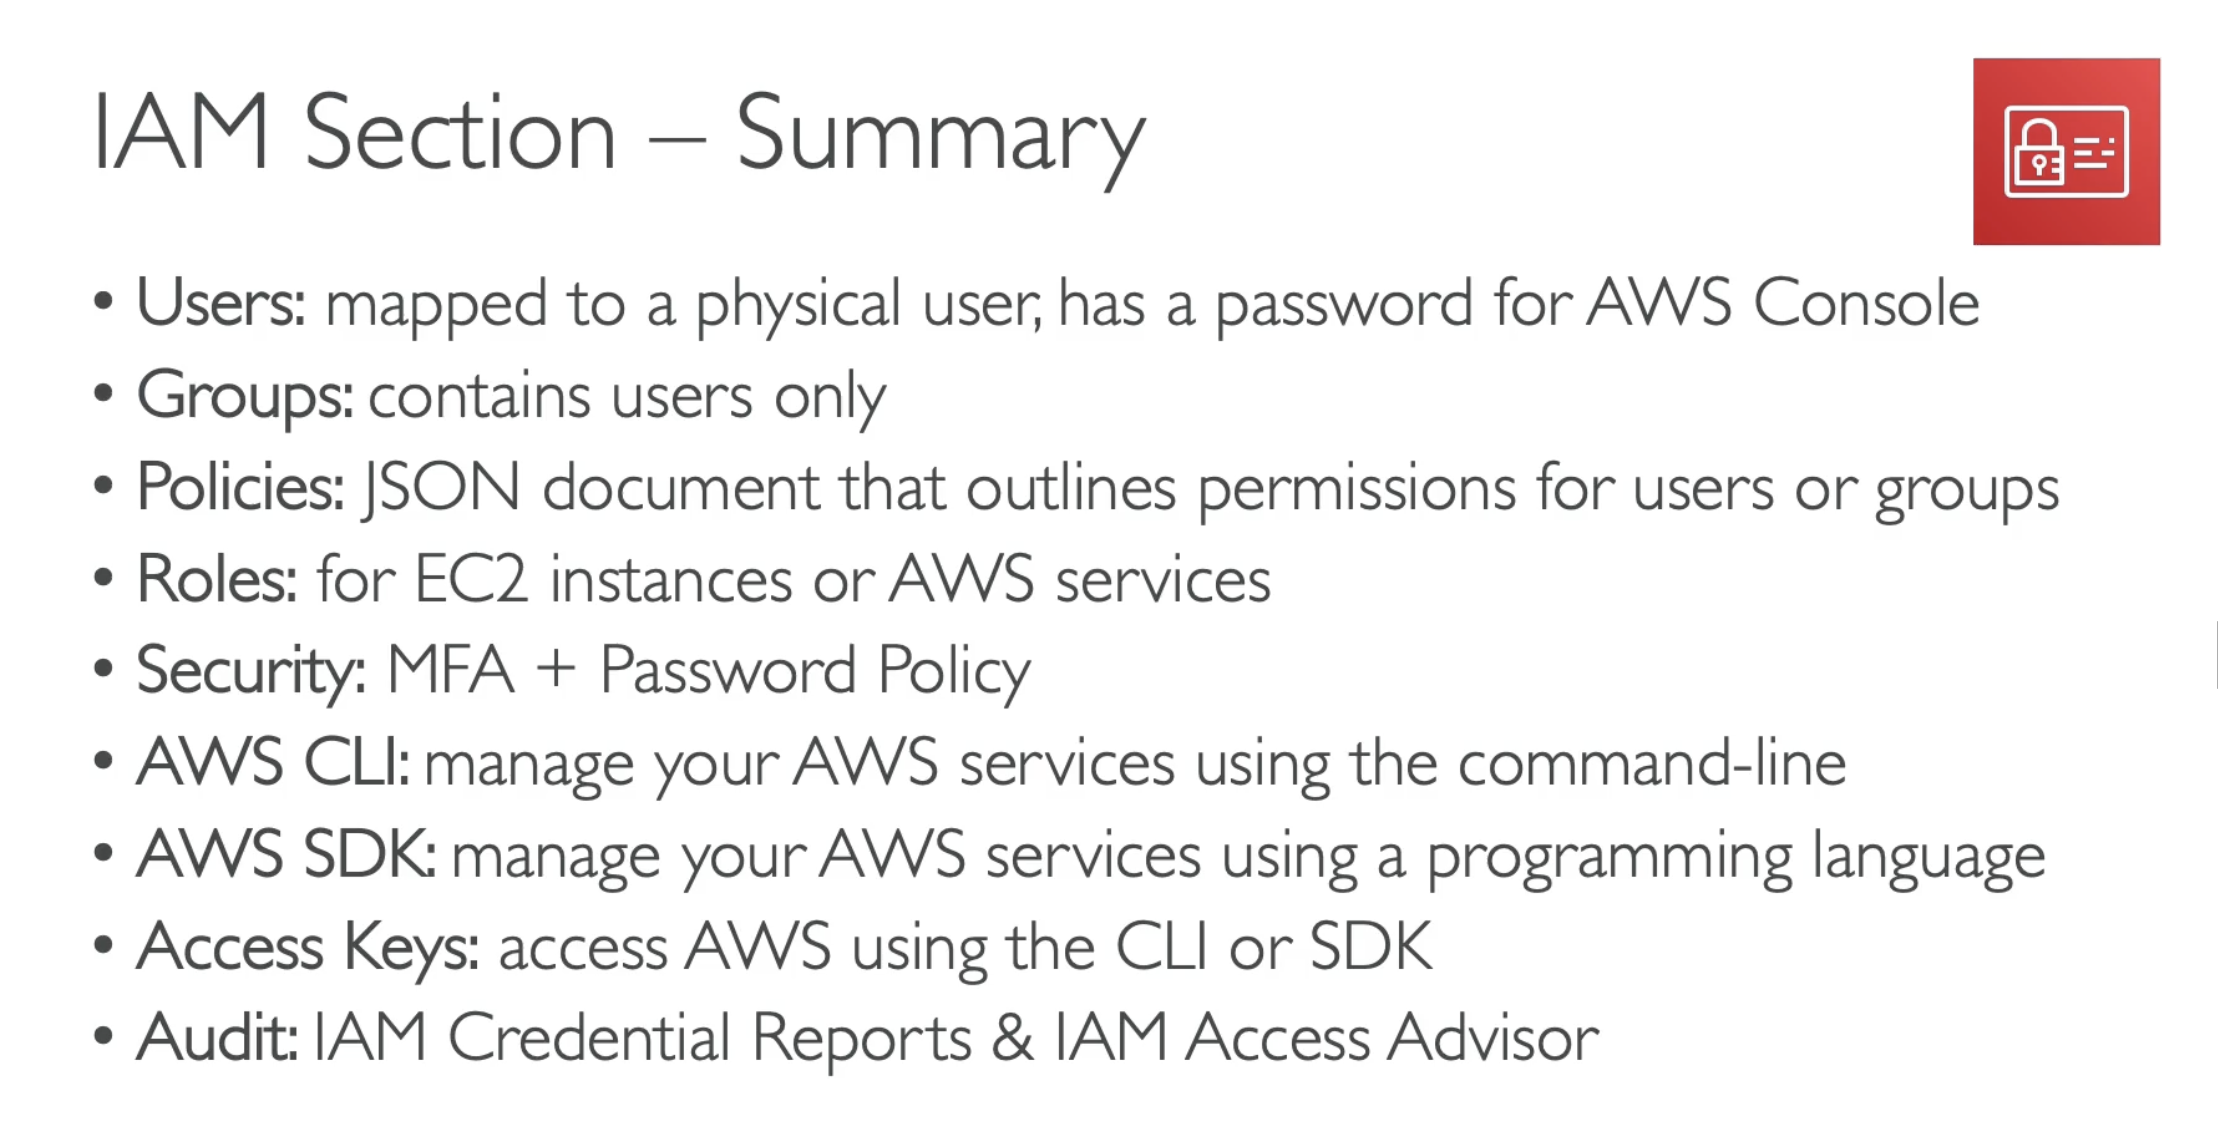 IAM Section – Summary
• Users: mapped to a physical user, has a password for AWS Console
• Groups: contains users only
• Policies: JSON document that outlines permissions for users or groups
• Roles: for EC2 instances or AWS services
• Security: MFA + Password Policy
• AWS CLI: manage your AWS services using the command-line
• AWS SDK: manage your AWS services using a programming language
• Access Keys: access AWS using the CLI or SDK
• Audit: IAM Credential Reports & IAM Access Advisor